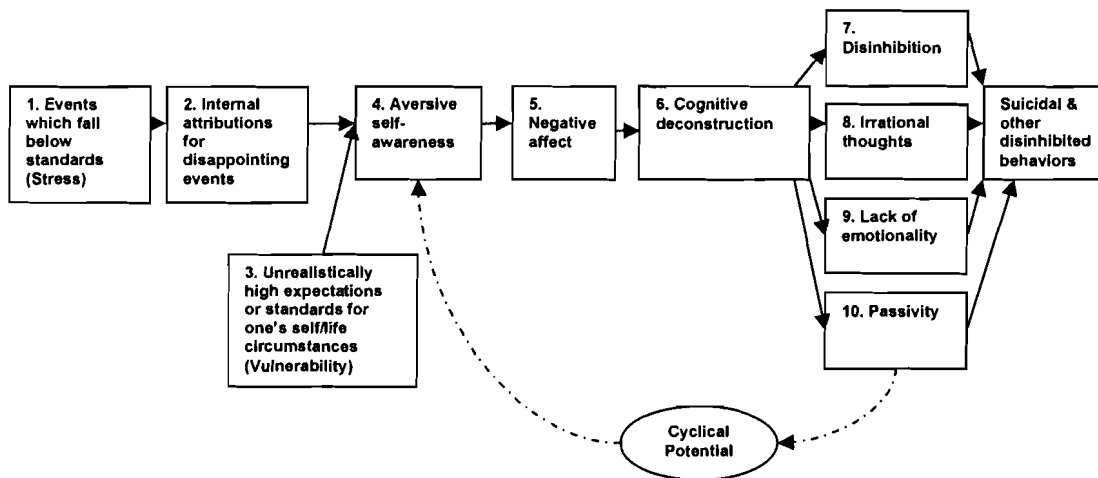 1. Events
which fall
below
standards
(Stress)
2. Internal
attributions
for
disappointing
events
3. Unrealistically
high expectations
or standards for
one's self/life
circumstances
(Vulnerability)
4. Aversive
self-
awareness
5.
Negative
affect
6. Cognitive
deconstruction
7.
Disinhibition
8. Irrational
thoughts
9. Lack of
emotionality
10. Passivity
Suicidal &
other
disinhibited
behaviors
Cyclical
Potential